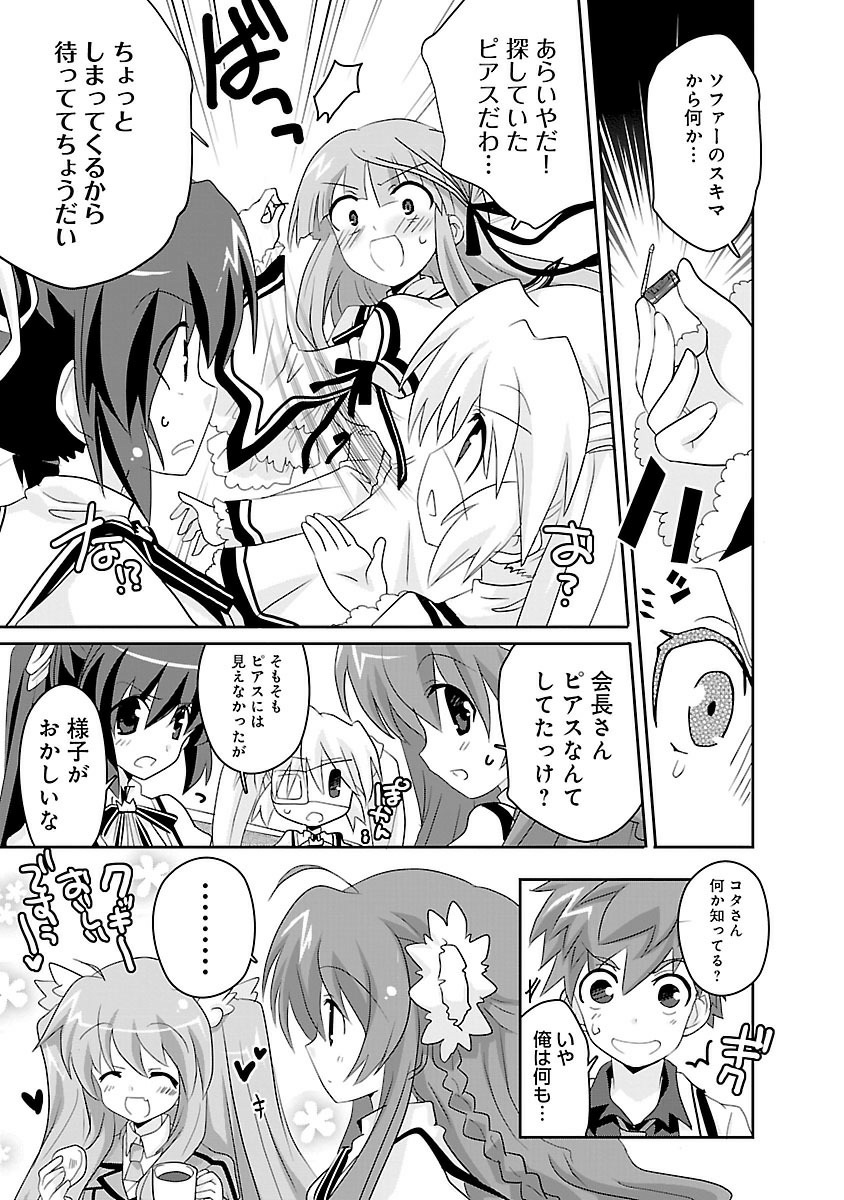 ソファーのスキマ
から何か…
あらいやだ！
探していた
ピアスだわ…
ばっ
ちょっと
しまってくるから
待っててちょうだい
お？
な!?
会長さん
ピアスなんて
してたっけ？
そもそも
ピアスには
見えなかったが
ぽかん
様子が
おかしいな
コタさん
何か知ってる？
ギク
いや
俺は何も…
………
クッキー
おいしい
ですぅ～♡